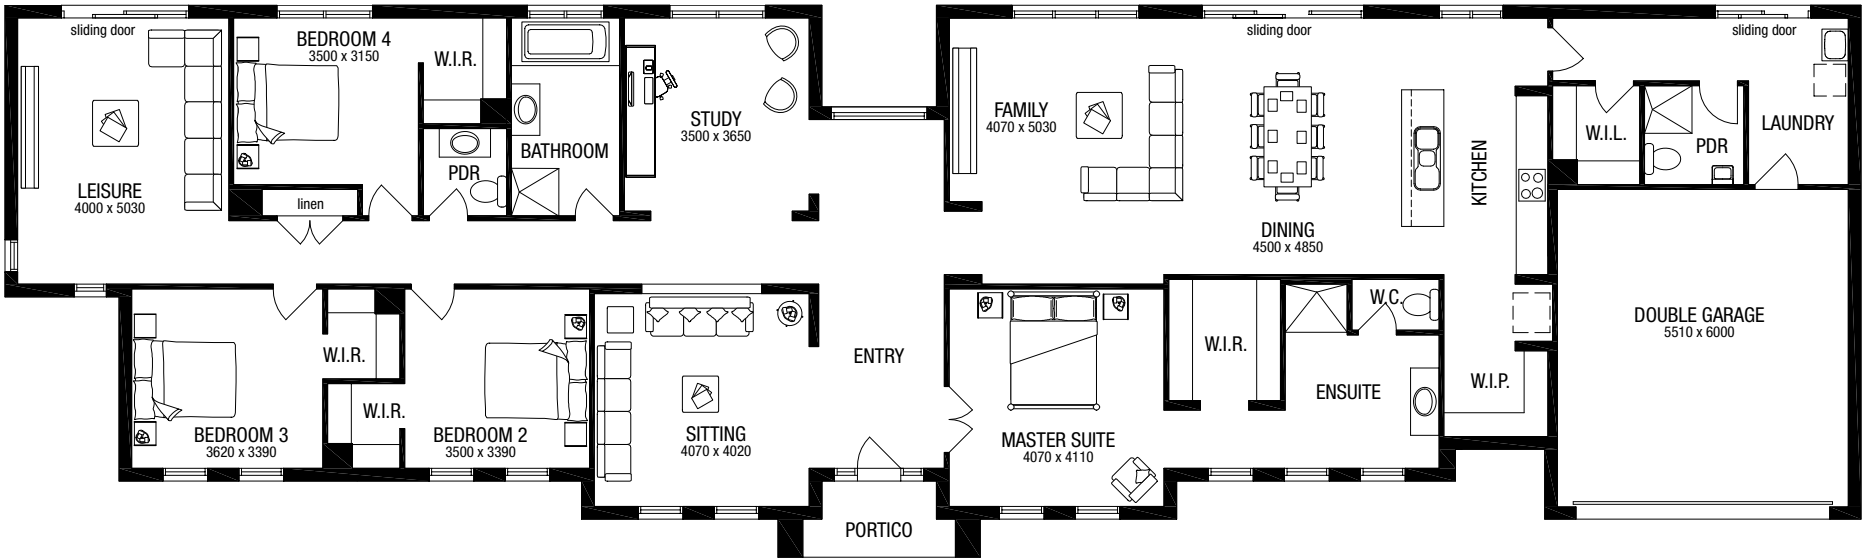 sliding door
LEISURE
4000 x 5030
BEDROOM 4
3500 x 3150
W.I.R.
linen
PDR
BATHROOM
STUDY
3500 x 3650
FAMILY
4070 x 5030
sliding door
DINING
4500 x 4850
KITCHEN
sliding door
W.I.L.
PDR
LAUNDRY
BEDROOM 3
3620 x 3390
W.I.R.
W.I.R.
BEDROOM 2
3500 x 3390
SITTING
4070 x 4020
ENTRY
PORTICO
MASTER SUITE
4070 x 4110
W.I.R.
W.C.
ENSUITE
W.I.P.
DOUBLE GARAGE
5510 x 6000